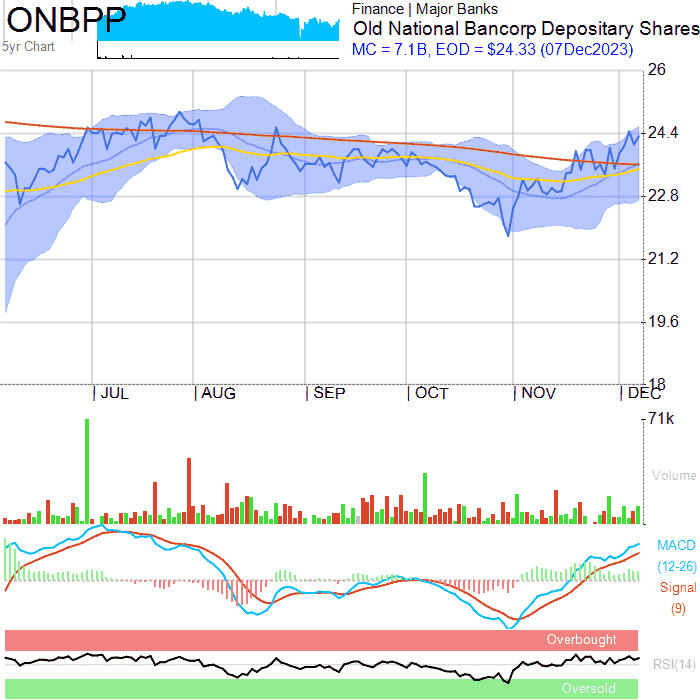 ONBPP
5yr Chart
Finance | Major Banks
Old National Bancorp Depositary Shares
MC = 7.1B, EOD = $24.33 (07Dec2023)
26
24.4
22.8
21.2
19.6
18
JUL
AUG
SEP
OCT
NOV
DEC
71k
Volume
MACD
(12-26)
Signal
(9)
Overbought
RSI(14)
Oversold